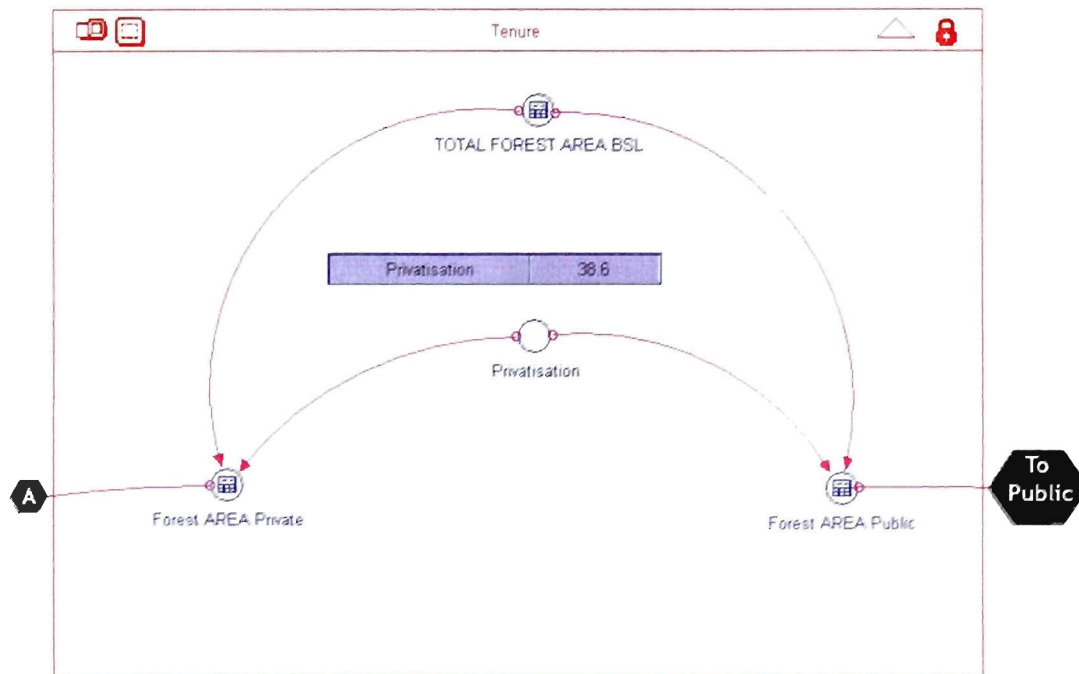 Tenure
TOTAL FOREST AREA BSL
Privatisation 38.6
Privatisation
A
Forest AREA Private
Forest AREA Public
To
Public